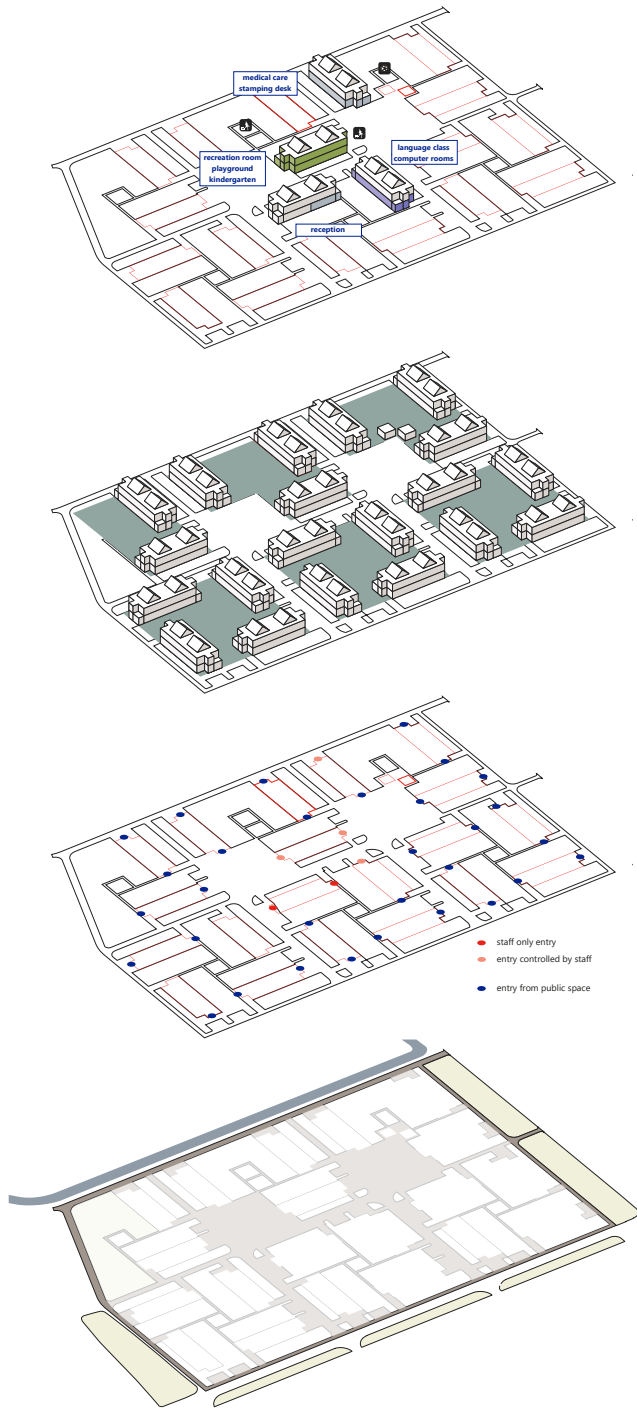 medical care
stamping desk
language class
computer rooms
recreation room
playground
kindergarten
reception
staff only entry
entry controlled by staff
entry from public space